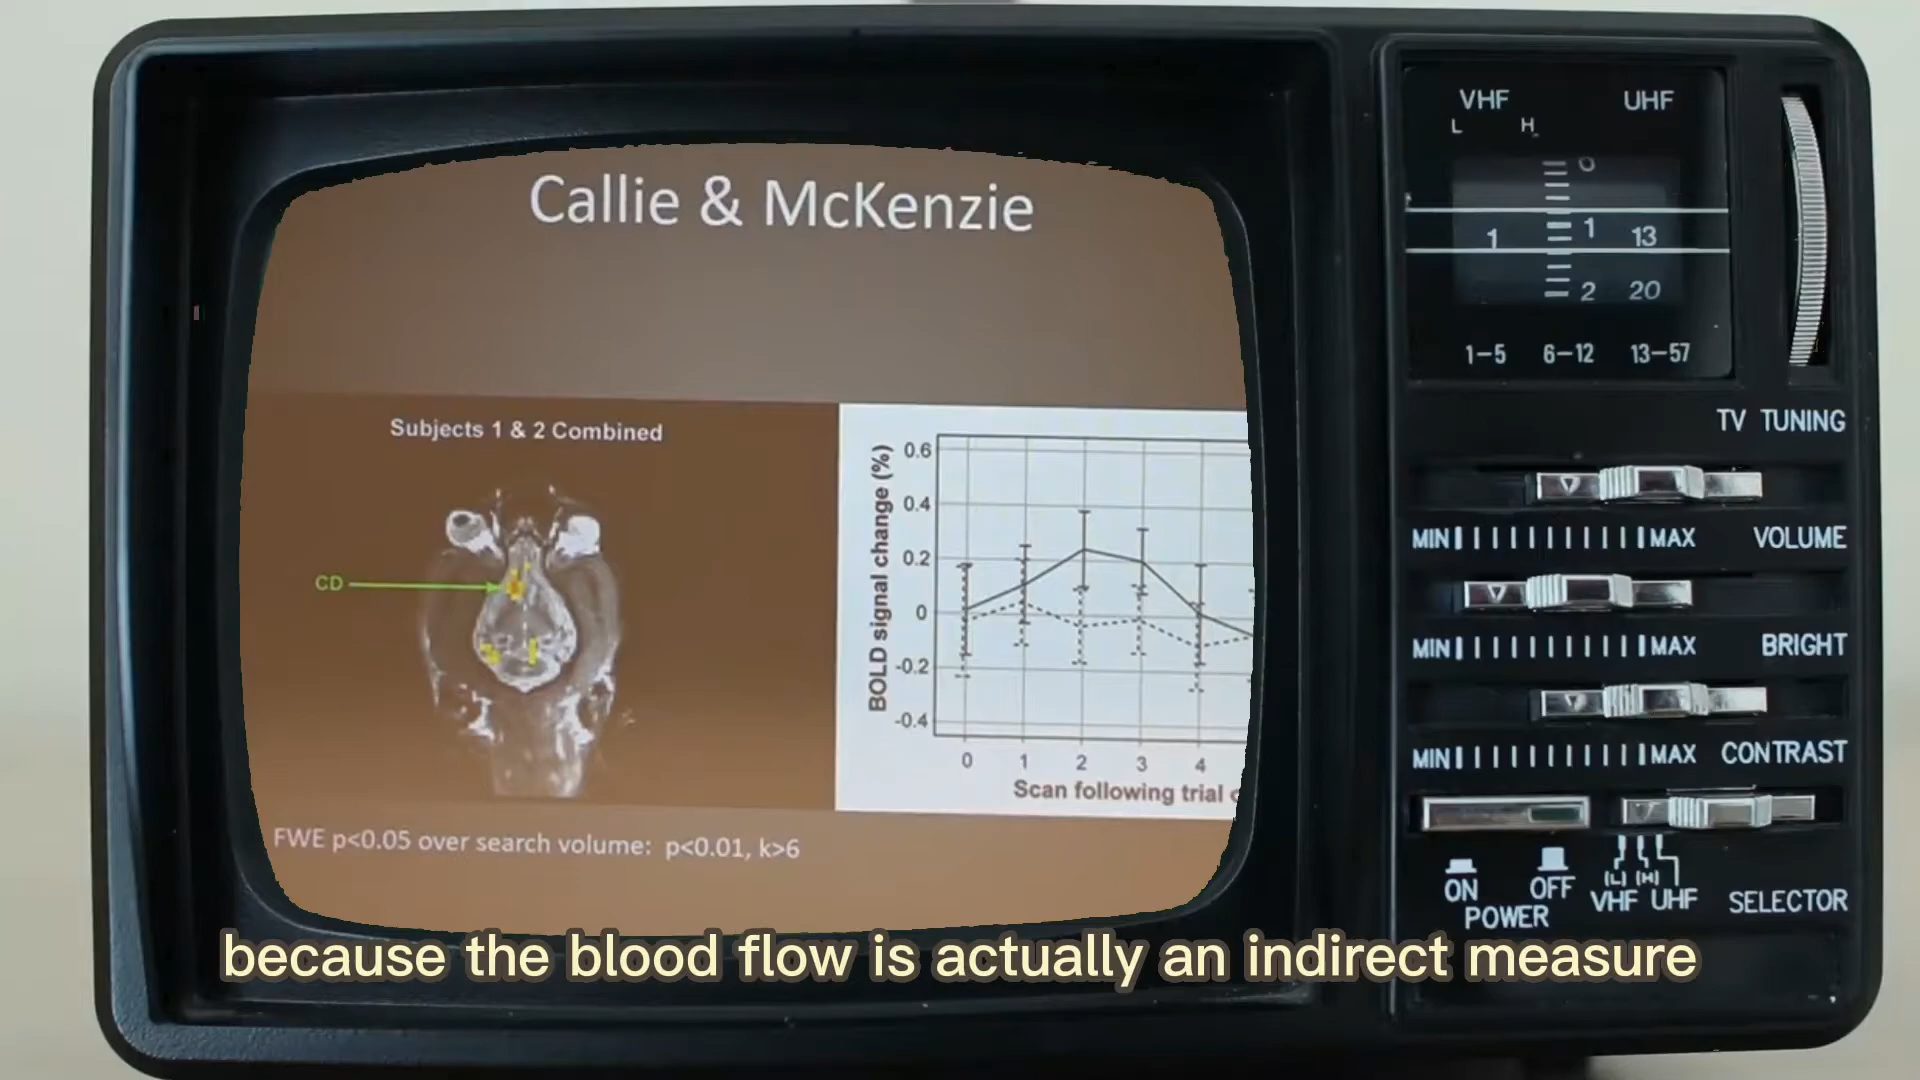 Callie & McKenzie
Subjects 1 & 2 Combined
CD
FWE p<0.05 over search volume: p<0.01, k>6
BOLD signal change (%)
0.6
0.4
0.2
0
-0.2
-0.4
0 1 2 3 4
Scan following trial
VHF UHF
L H
0
1 1 13
2 20
1-5 6-12 13-57
TV TUNING
MIN MAX VOLUME
MIN MAX BRIGHT
MIN MAX CONTRAST
ON OFF
POWER
(L) (H)
VHF UHF
SELECTOR
because the blood flow is actually an indirect measure